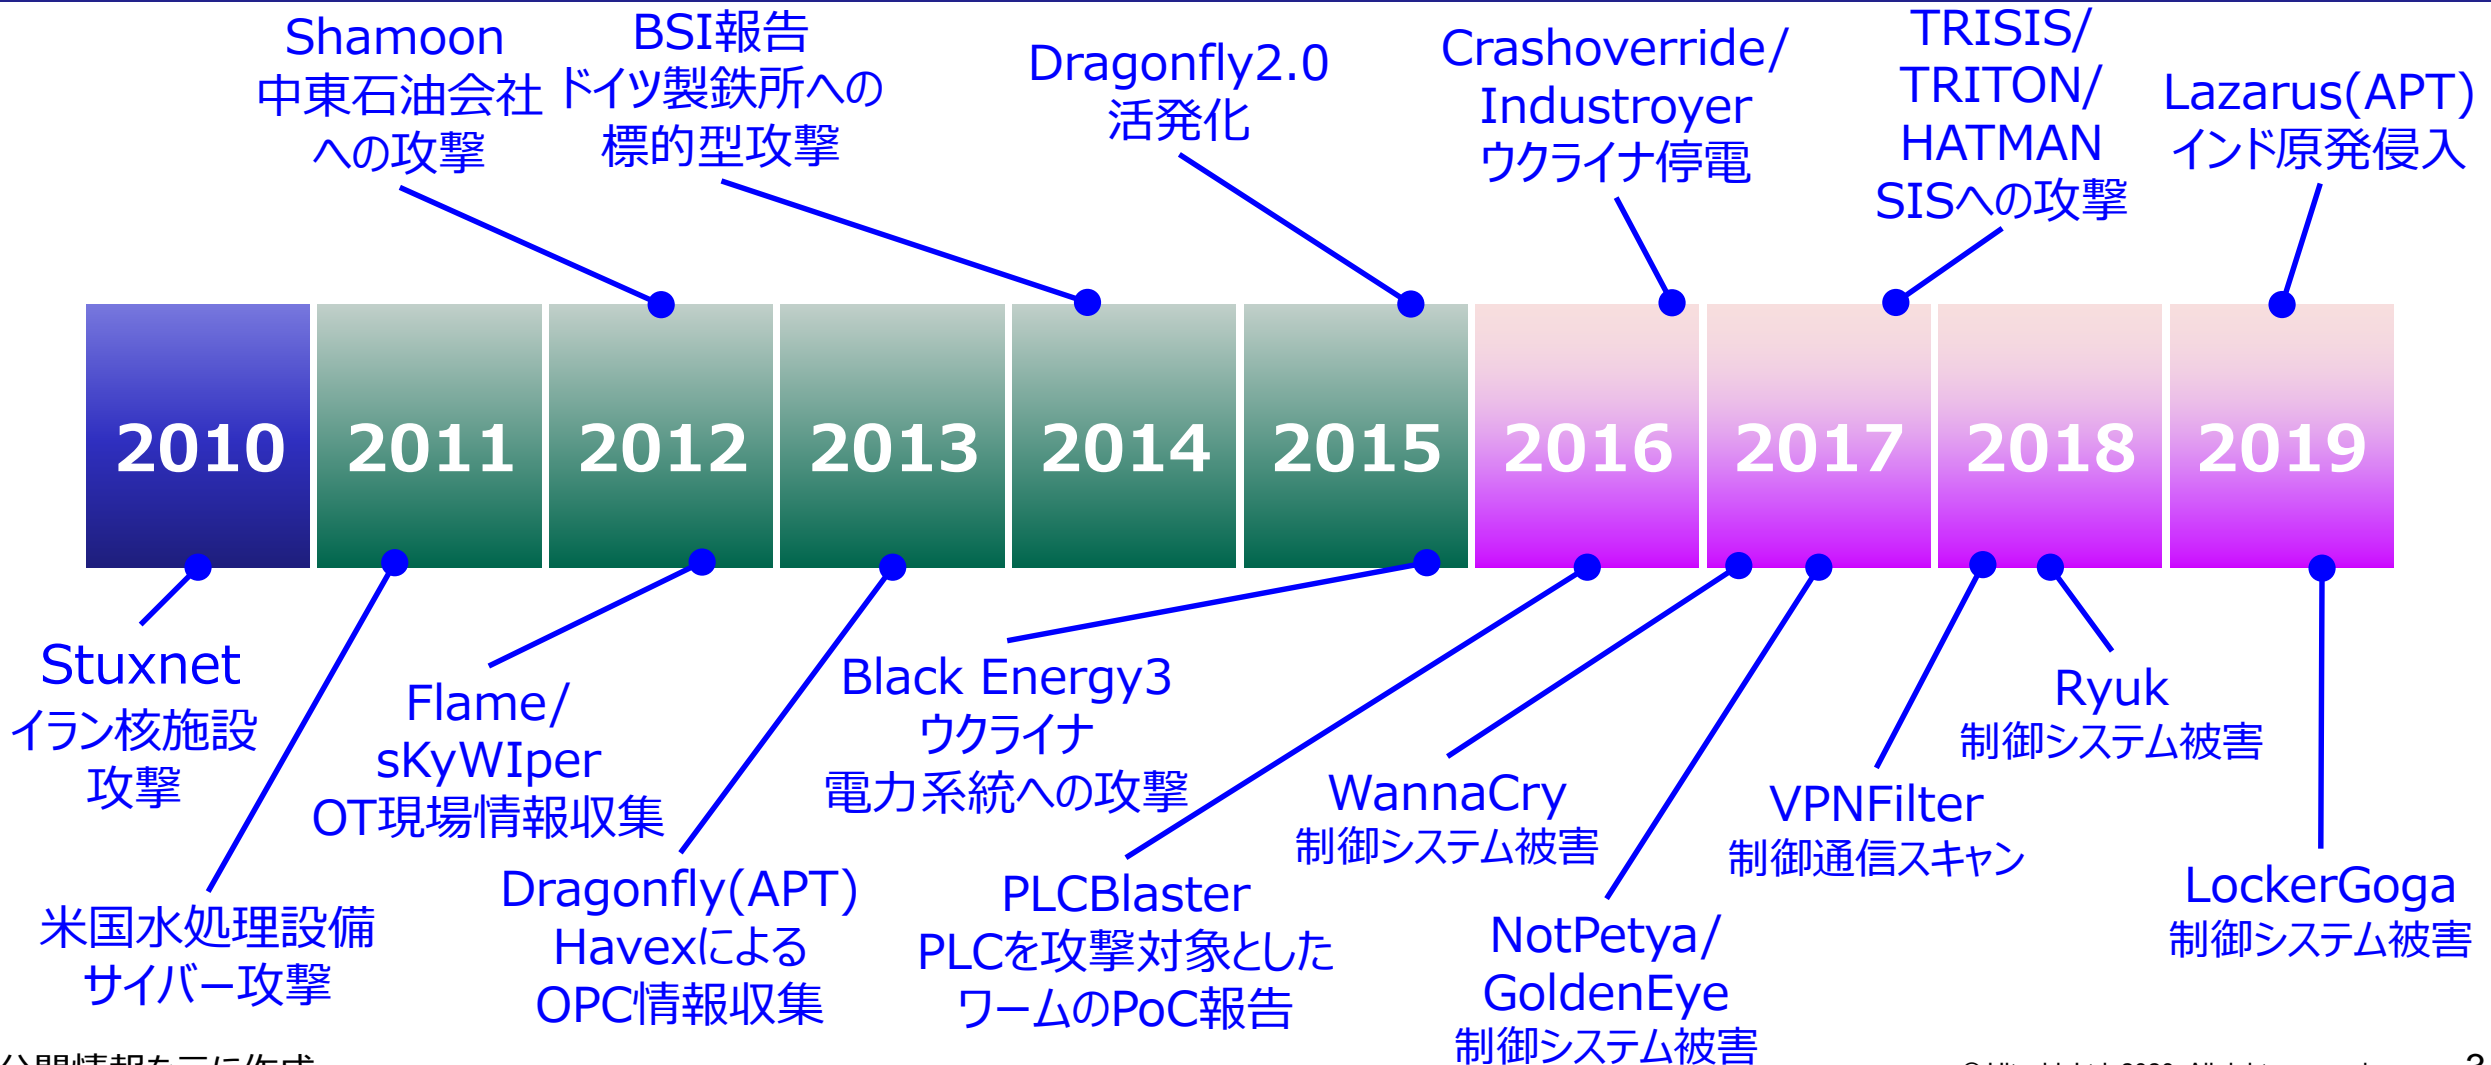 Shamoon
中東石油会社
への攻撃
BSI報告
ドイツ製鉄所への
標的型攻撃
Dragonfly2.0
活発化
Crashoverride/
Industroyer
ウクライナ停電
TRISIS/
TRITON/
HATMAN
SISへの攻撃
Lazarus(APT)
インド原発侵入
2010
2011
2012
2013
2014
2015
2016
2017
2018
2019
Stuxnet
イラン核施設
攻撃
米国水処理設備
サイバー攻撃
Flame/
sKyWIper
OT現場情報収集
Dragonfly(APT)
Havexによる
OPC情報収集
Black Energy3
ウクライナ
電力系統への攻撃
PLCBlaster
PLCを攻撃対象とした
ワームのPoC報告
WannaCry
制御システム被害
NotPetya/
GoldenEye
制御システム被害
VPNFilter
制御通信スキャン
Ryuk
制御システム被害
LockerGoga
制御システム被害
公開情報を元に作成
3